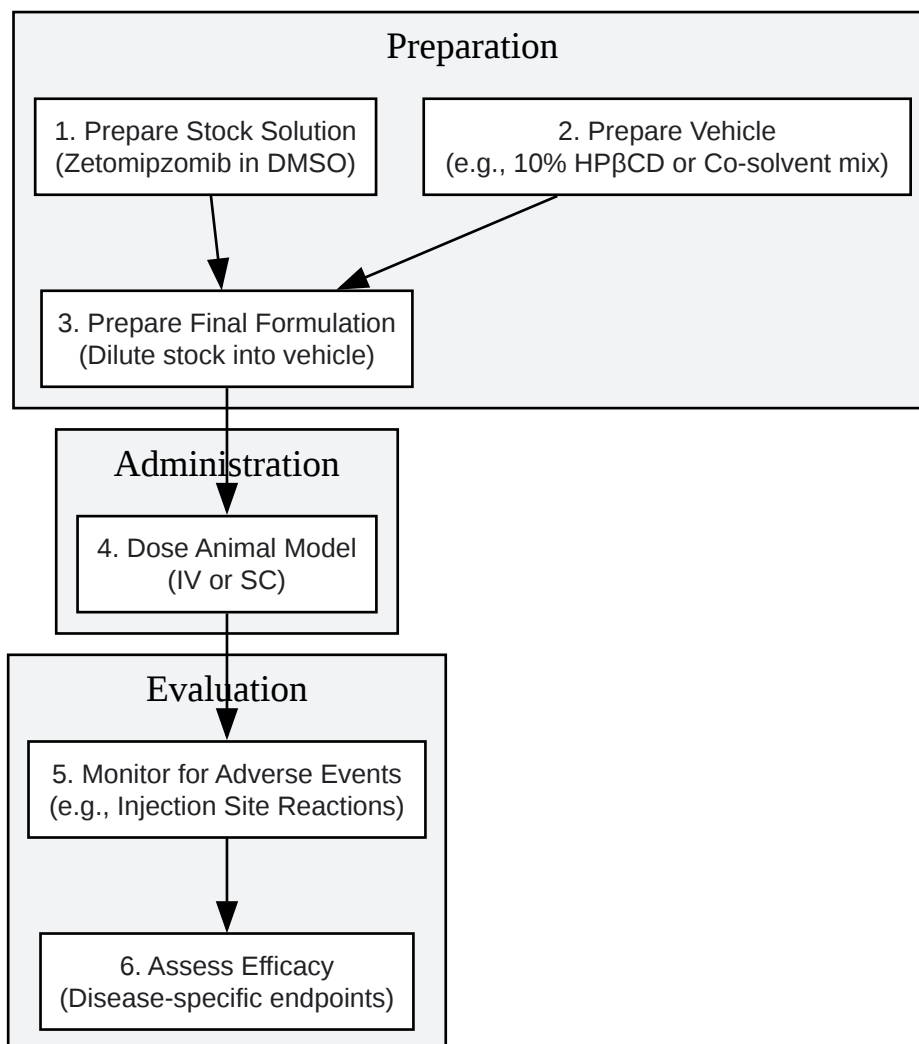 Preparation
1. Prepare Stock Solution
(Zetomipzomib in DMSO)
2. Prepare Vehicle
(e.g., 10% HPβCD or Co-solvent mix)
3. Prepare Final Formulation
(Dilute stock into vehicle)
Administration
4. Dose Animal Model
(IV or SC)
Evaluation
5. Monitor for Adverse Events
(e.g., Injection Site Reactions)
6. Assess Efficacy
(Disease-specific endpoints)